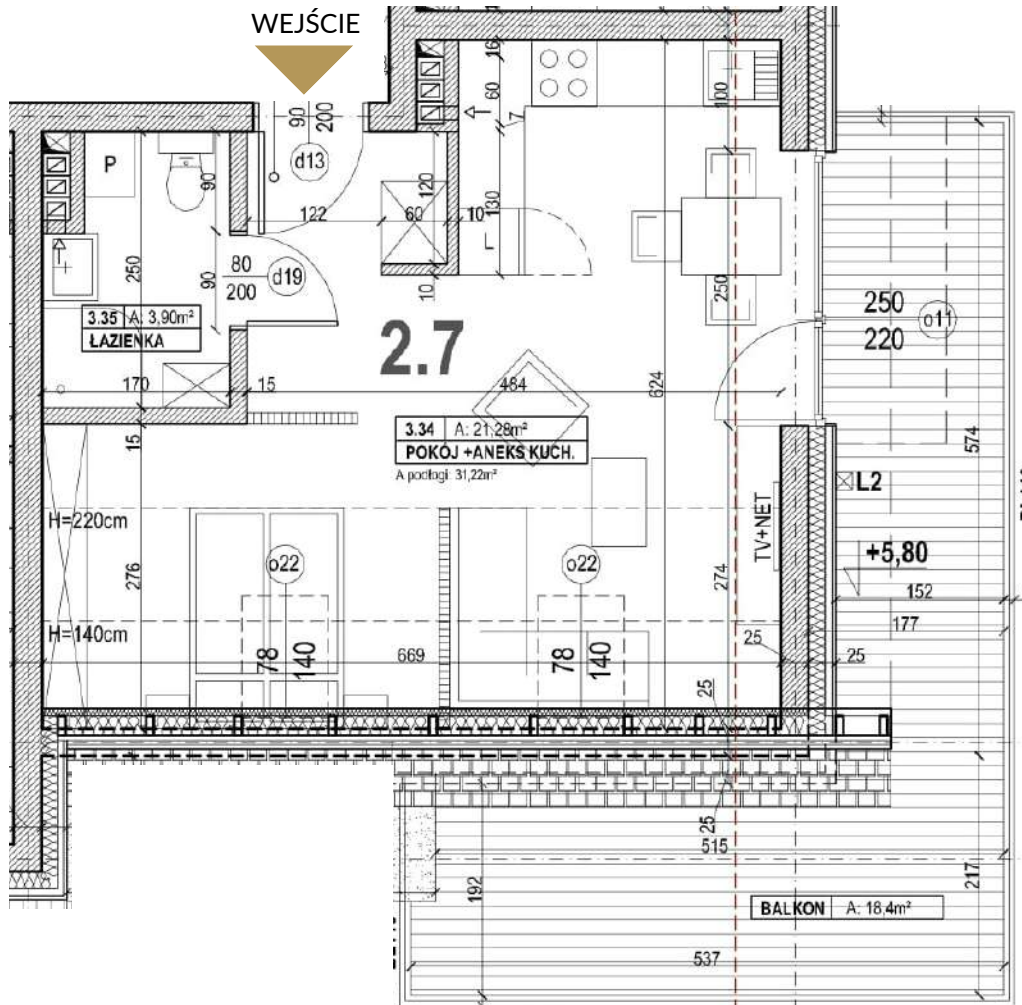 WEJŚCIE
90
200
d13
16
60
7
100
P
90
122
120
60
10
130
250
90
80
200
d19
10
250
250
220
o11
3.35 A: 3,90m²
ŁAZIENKA
2.7
170
15
484
624
574
3.34 A: 21,28m²
POKÓJ +ANEKS KUCH.
A podłogi: 31,22m²
15
L2
H=220cm
TV+NET
+5,80
o22
o22
276
274
152
H=140cm
177
25
25
669
78
140
78
140
25
25
515
192
217
BALKON A: 18,4m²
537